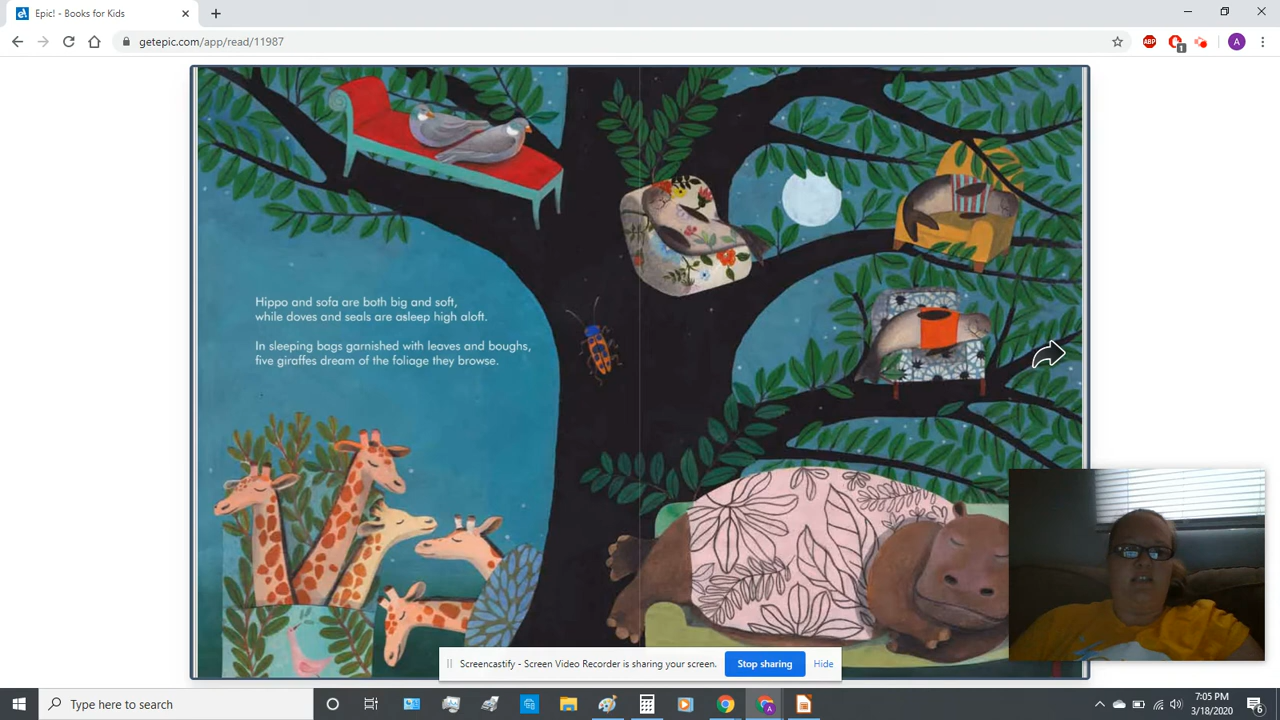 Epic! - Books for Kids
getepic.com/app/read/11987
ABP
1
A
Hippo and sofa are both big and soft,
while doves and seals are asleep high aloft.
In sleeping bags garnished with leaves and boughs,
five giraffes dream of the foliage they browse.
Screencastify - Screen Video Recorder is sharing your screen.
Stop sharing
Hide
Type here to search
7:05 PM
3/18/2020
6